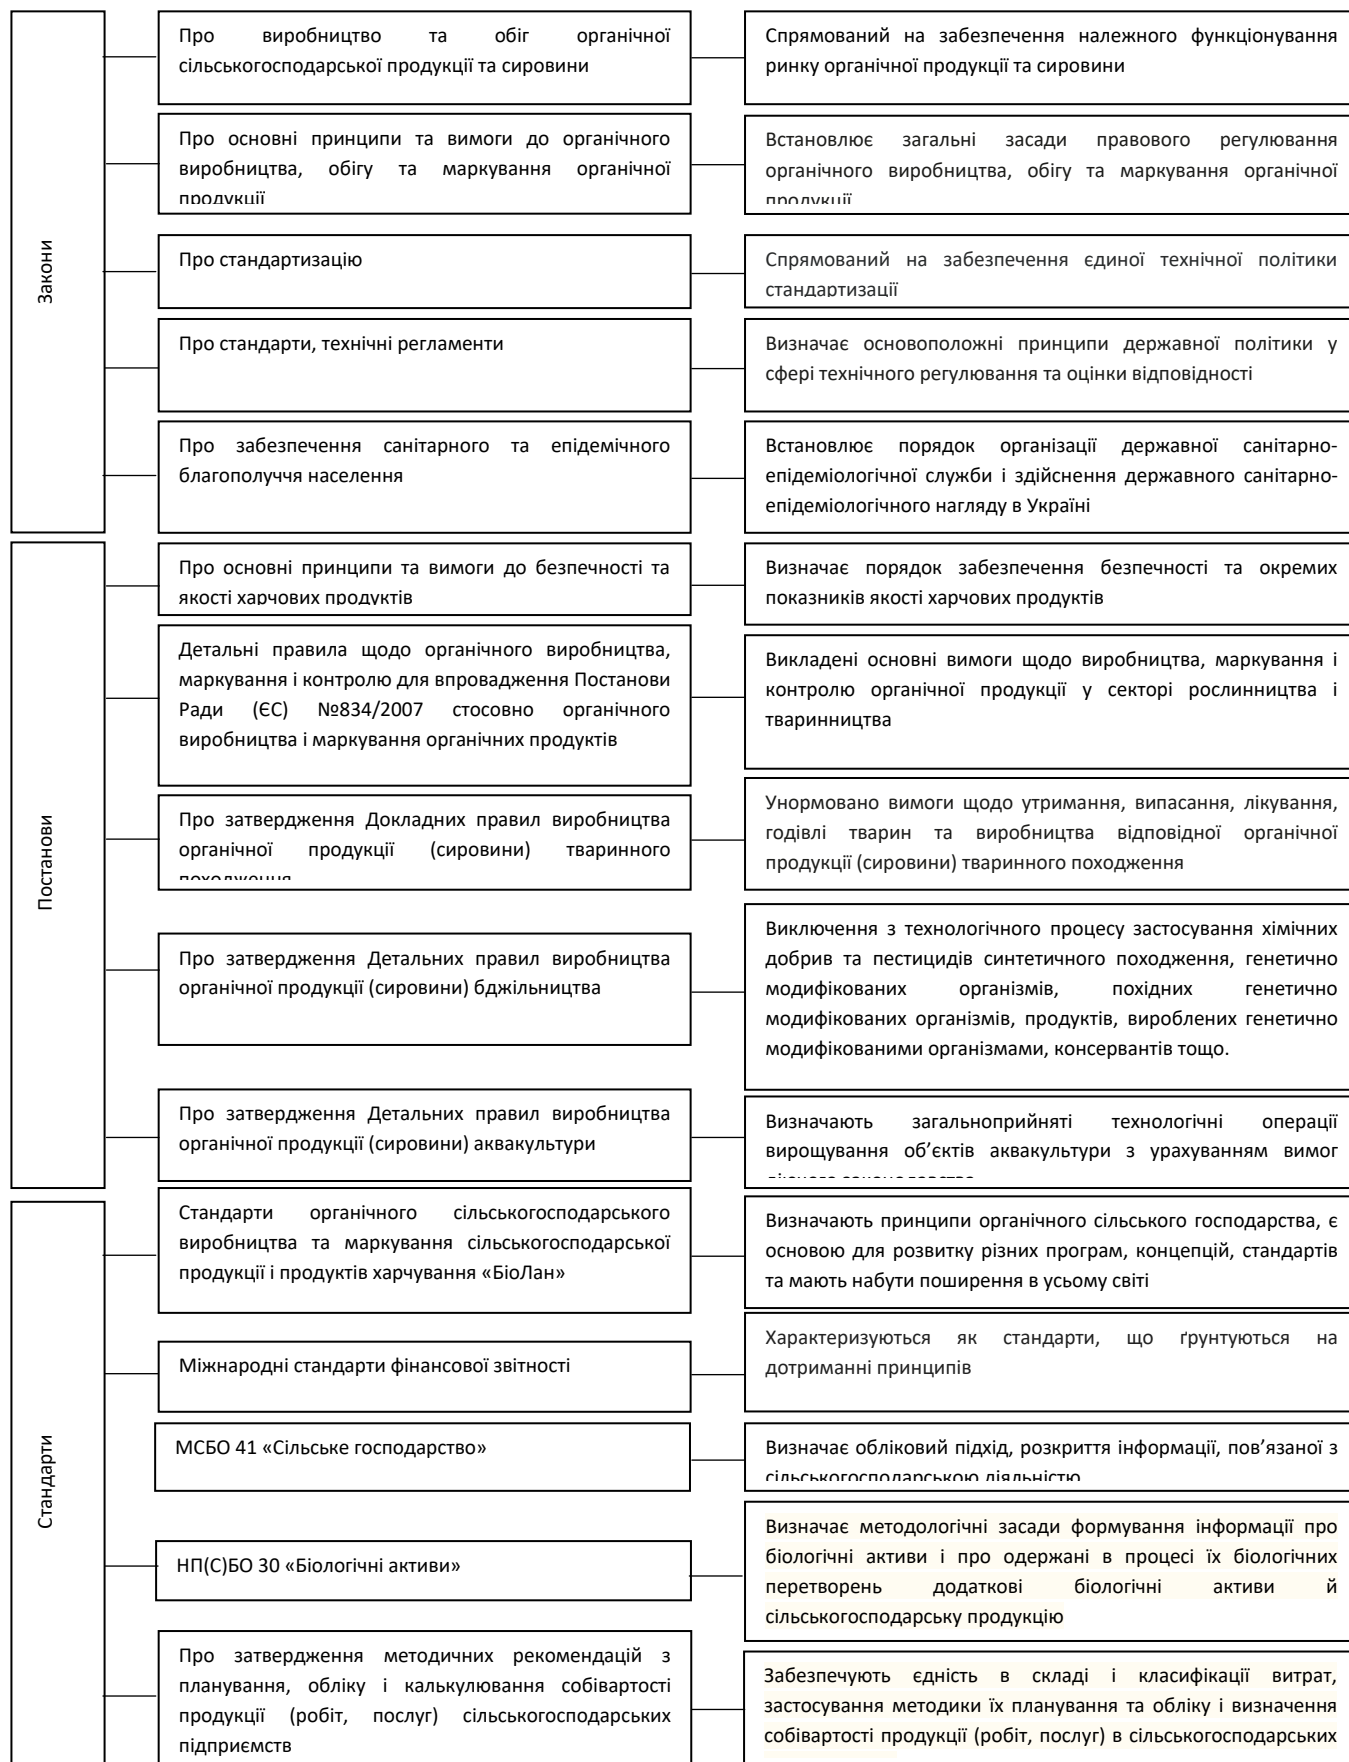 Закони
Про виробництво та обіг органічної
сільськогосподарської продукції та сировини
Спрямований на забезпечення належного функціонування
ринку органічної продукції та сировини
Про основні принципи та вимоги до органічного
виробництва, обігу та маркування органічної
продукції
Встановлює загальні засади правового регулювання
органічного виробництва, обігу та маркування органічної
продукції
Про стандартизацію
Спрямований на забезпечення єдиної технічної політики
стандартизації
Про стандарти, технічні регламенти
Визначає основоположні принципи державної політики у
сфері технічного регулювання та оцінки відповідності
Про забезпечення санітарного та епідемічного
благополуччя населення
Встановлює порядок організації державної санітарно-
епідеміологічної служби і здійснення державного санітарно-
епідеміологічного нагляду в Україні
Постанови
Про основні принципи та вимоги до безпечності та
якості харчових продуктів
Визначає порядок забезпечення безпечності та окремих
показників якості харчових продуктів
Детальні правила щодо органічного виробництва,
маркування і контролю для впровадження Постанови
Ради (ЄС) №834/2007 стосовно органічного
виробництва і маркування органічних продуктів
Викладені основні вимоги щодо виробництва, маркування і
контролю органічної продукції у секторі рослинництва і
тваринництва
Про затвердження Докладних правил виробництва
органічної продукції (сировини) тваринного
походження
Унормовано вимоги щодо утримання, випасання, лікування,
годівлі тварин та виробництва відповідної органічної
продукції (сировини) тваринного походження
Про затвердження Детальних правил виробництва
органічної продукції (сировини) бджільництва
Виключення з технологічного процесу застосування хімічних
добрив та пестицидів синтетичного походження, генетично
модифікованих організмів, похідних генетично
модифікованих організмів, продуктів, вироблених генетично
модифікованими організмами, консервантів тощо.
Про затвердження Детальних правил виробництва
органічної продукції (сировини) аквакультури
Визначають загальноприйняті технологічні операції
вирощування об’єктів аквакультури з урахуванням вимог
Стандарти
Стандарти органічного сільськогосподарського
виробництва та маркування сільськогосподарської
продукції і продуктів харчування «БіоЛан»
Визначають принципи органічного сільського господарства, є
основою для розвитку різних програм, концепцій, стандартів
та мають набути поширення в усьому світі
Міжнародні стандарти фінансової звітності
Характеризуються як стандарти, що ґрунтуються на
дотриманні принципів
МСБО 41 «Сільське господарство»
Визначає обліковий підхід, розкриття інформації, пов’язаної з
сільськогосподарською діяльністю
НП(С)БО 30 «Біологічні активи»
Визначає методологічні засади формування інформації про
біологічні активи і про одержані в процесі їх біологічних
перетворень додаткові біологічні активи й
сільськогосподарську продукцію
Про затвердження методичних рекомендацій з
планування, обліку і калькулювання собівартості
продукції (робіт, послуг) сільськогосподарських
підприємств
Забезпечують єдність в складі і класифікації витрат,
застосування методики їх планування та обліку і визначення
собівартості продукції (робіт, послуг) в сільськогосподарських